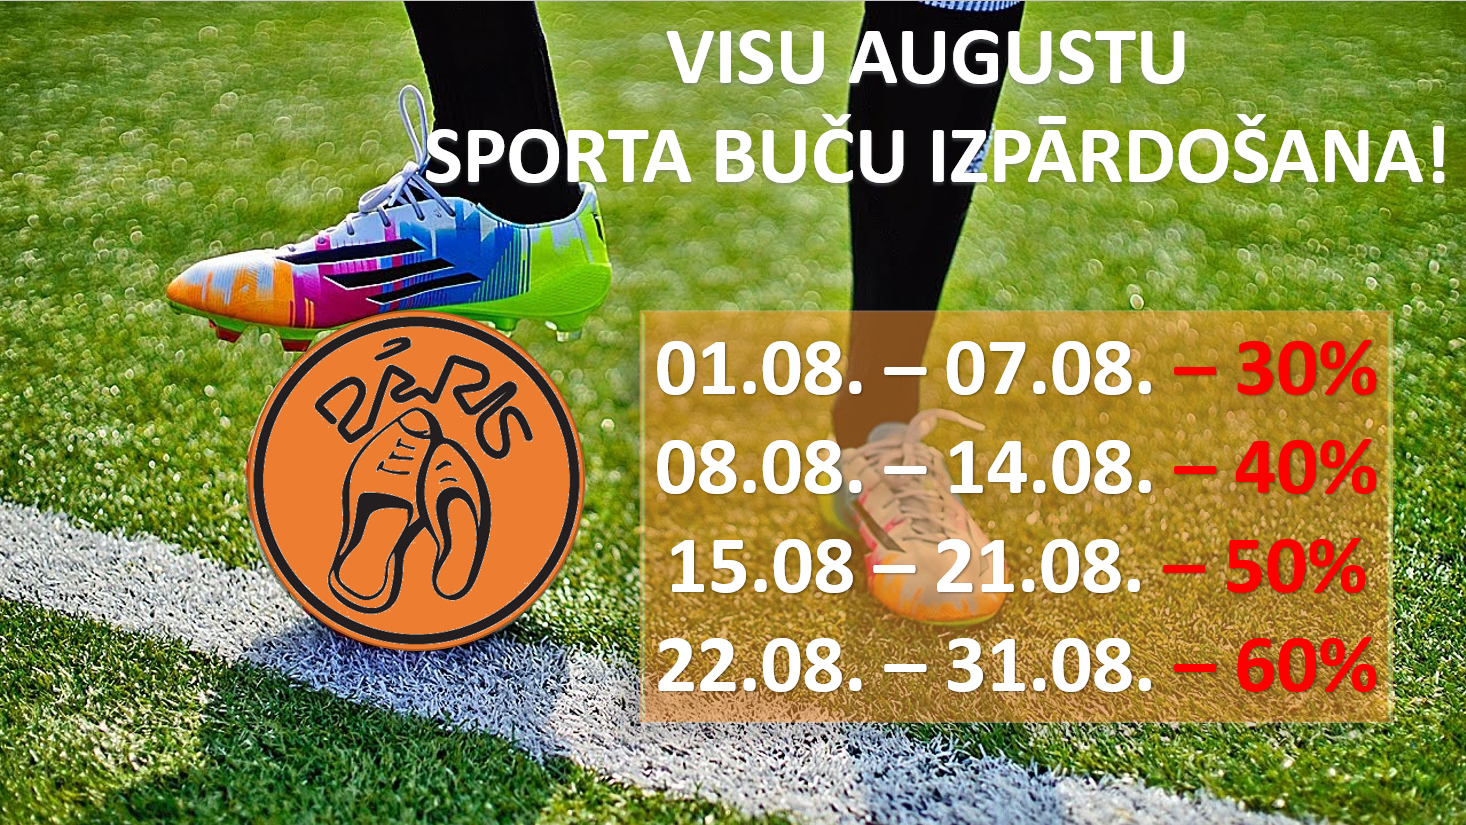 VISU AUGUSTU
SPORTA BUČU IZPĀRDOŠANA!
PĀRIS
01.08. – 07.08. – 30%
08.08. – 14.08. – 40%
15.08 – 21.08. – 50%
22.08. – 31.08. – 60%